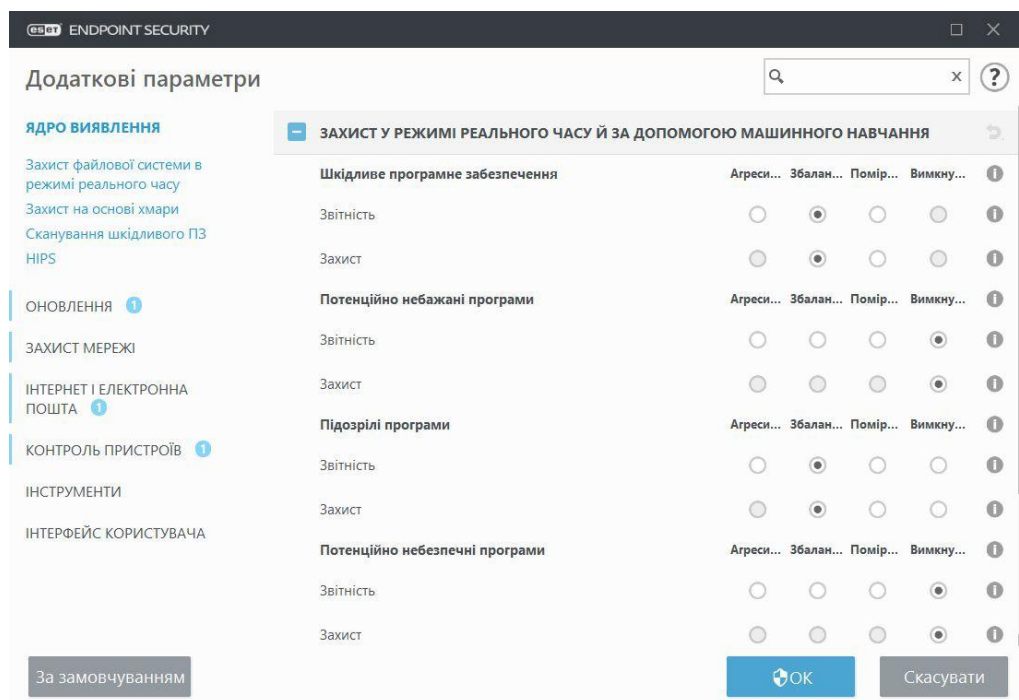 eset ENDPOINT SECURITY
Додаткові параметри
x
?
ЯДРО ВИЯВЛЕННЯ
Захист файлової системи в
режимі реального часу
Захист на основі хмари
Сканування шкідливого ПЗ
HIPS
ОНОВЛЕННЯ 1
ЗАХИСТ МЕРЕЖІ
ІНТЕРНЕТ І ЕЛЕКТРОННА
ПОШТА 1
КОНТРОЛЬ ПРИСТРОЇВ 1
ІНСТРУМЕНТИ
ІНТЕРФЕЙС КОРИСТУВАЧА
ЗАХИСТ У РЕЖИМІ РЕАЛЬНОГО ЧАСУ Й ЗА ДОПОМОГОЮ МАШИННОГО НАВЧАННЯ
Шкідливе програмне забезпечення Агреси... Збалан... Помір... Вимкну...
Звітність
Захист
Потенційно небажані програми Агреси... Збалан... Помір... Вимкну...
Звітність
Захист
Підозрілі програми Агреси... Збалан... Помір... Вимкну...
Звітність
Захист
Потенційно небезпечні програми Агреси... Збалан... Помір... Вимкну...
Звітність
Захист
За замовчуванням
ОК
Скасувати